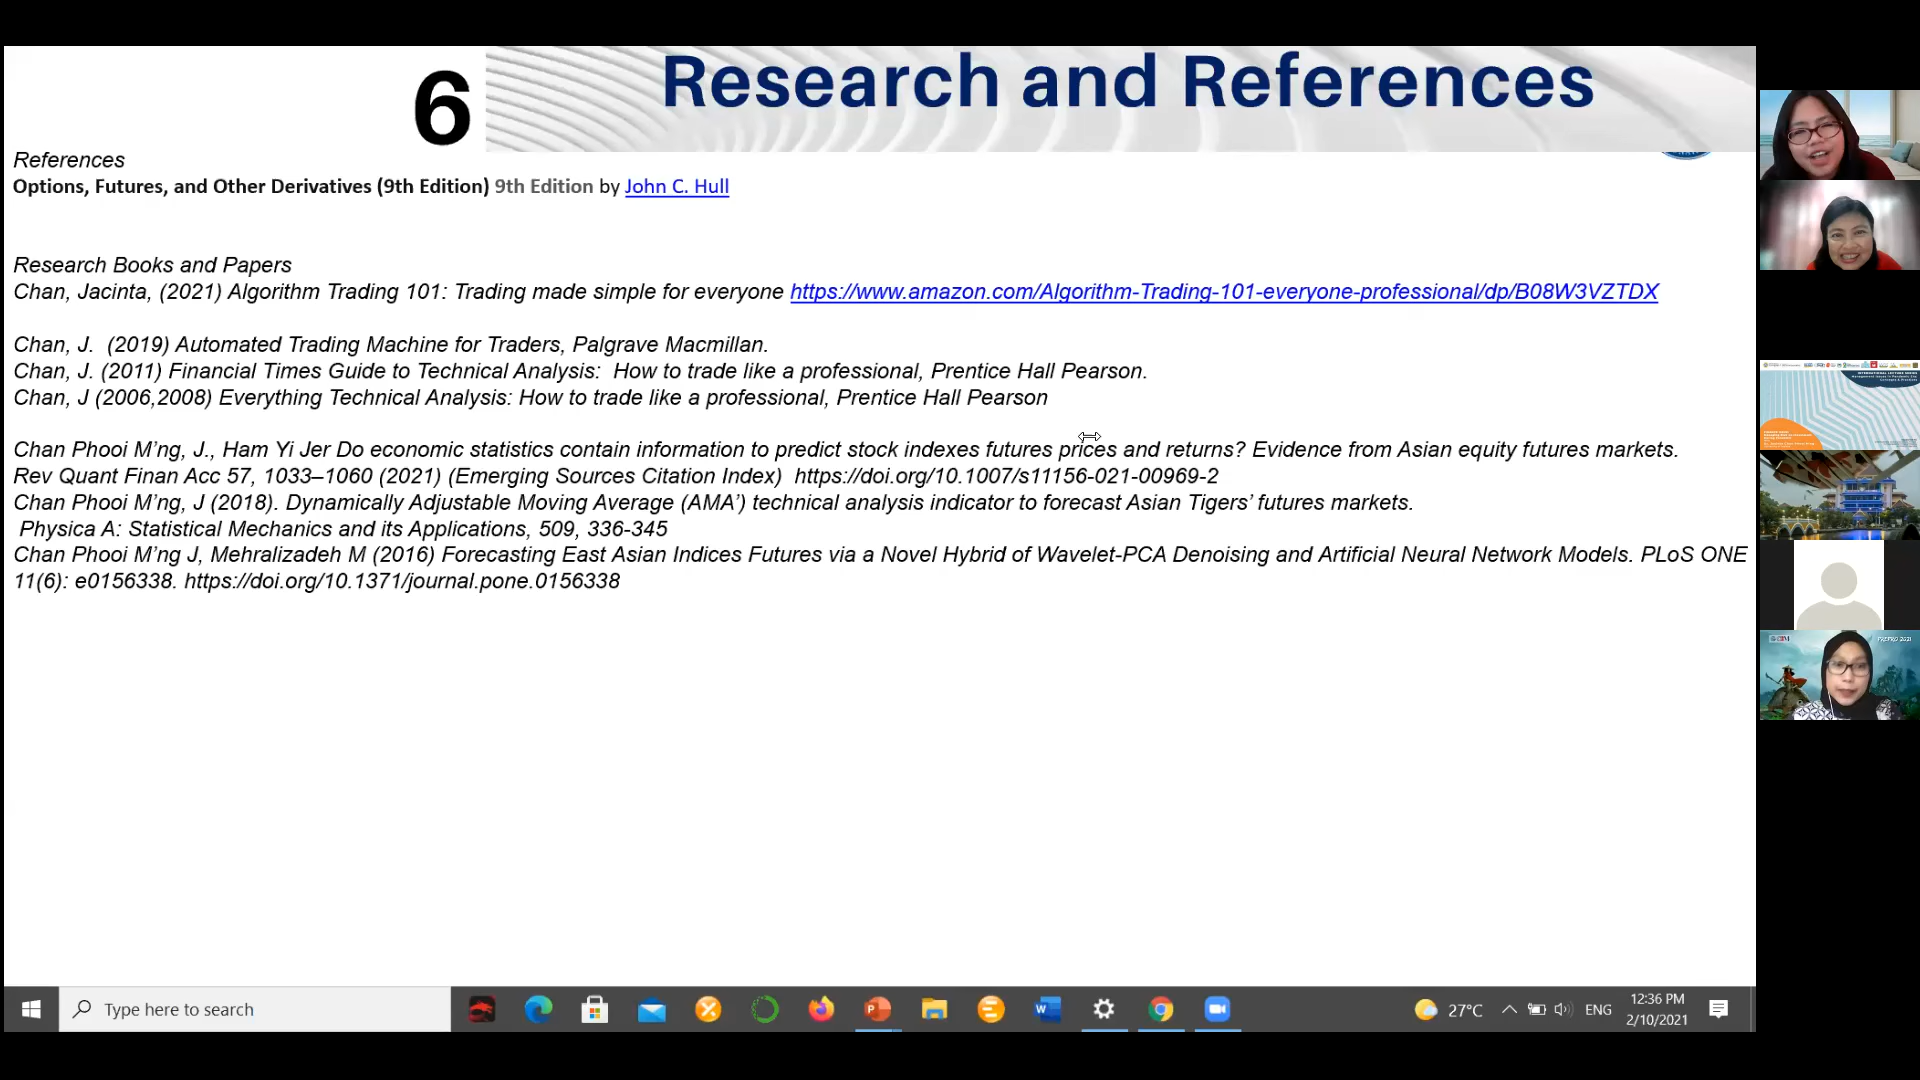 6
Research and References
References
Options, Futures, and Other Derivatives (9th Edition) 9th Edition by John C. Hull
Research Books and Papers
Chan, Jacinta, (2021) Algorithm Trading 101: Trading made simple for everyone https://www.amazon.com/Algorithm-Trading-101-everyone-professional/dp/B08W3VZTDX
Chan, J.  (2019) Automated Trading Machine for Traders, Palgrave Macmillan.
Chan, J. (2011) Financial Times Guide to Technical Analysis:  How to trade like a professional, Prentice Hall Pearson.
Chan, J (2006,2008) Everything Technical Analysis: How to trade like a professional, Prentice Hall Pearson
Chan Phooi M’ng, J., Ham Yi Jer Do economic statistics contain information to predict stock indexes futures prices and returns? Evidence from Asian equity futures markets.
Rev Quant Finan Acc 57, 1033–1060 (2021) (Emerging Sources Citation Index)  https://doi.org/10.1007/s11156-021-00969-2
Chan Phooi M’ng, J (2018). Dynamically Adjustable Moving Average (AMA’) technical analysis indicator to forecast Asian Tigers’ futures markets.
Physica A: Statistical Mechanics and its Applications, 509, 336-345
Chan Phooi M’ng J, Mehralizadeh M (2016) Forecasting East Asian Indices Futures via a Novel Hybrid of Wavelet-PCA Denoising and Artificial Neural Network Models. PLoS ONE
11(6): e0156338. https://doi.org/10.1371/journal.pone.0156338
Type here to search
27°C
ENG
12:36 PM
2/10/2021